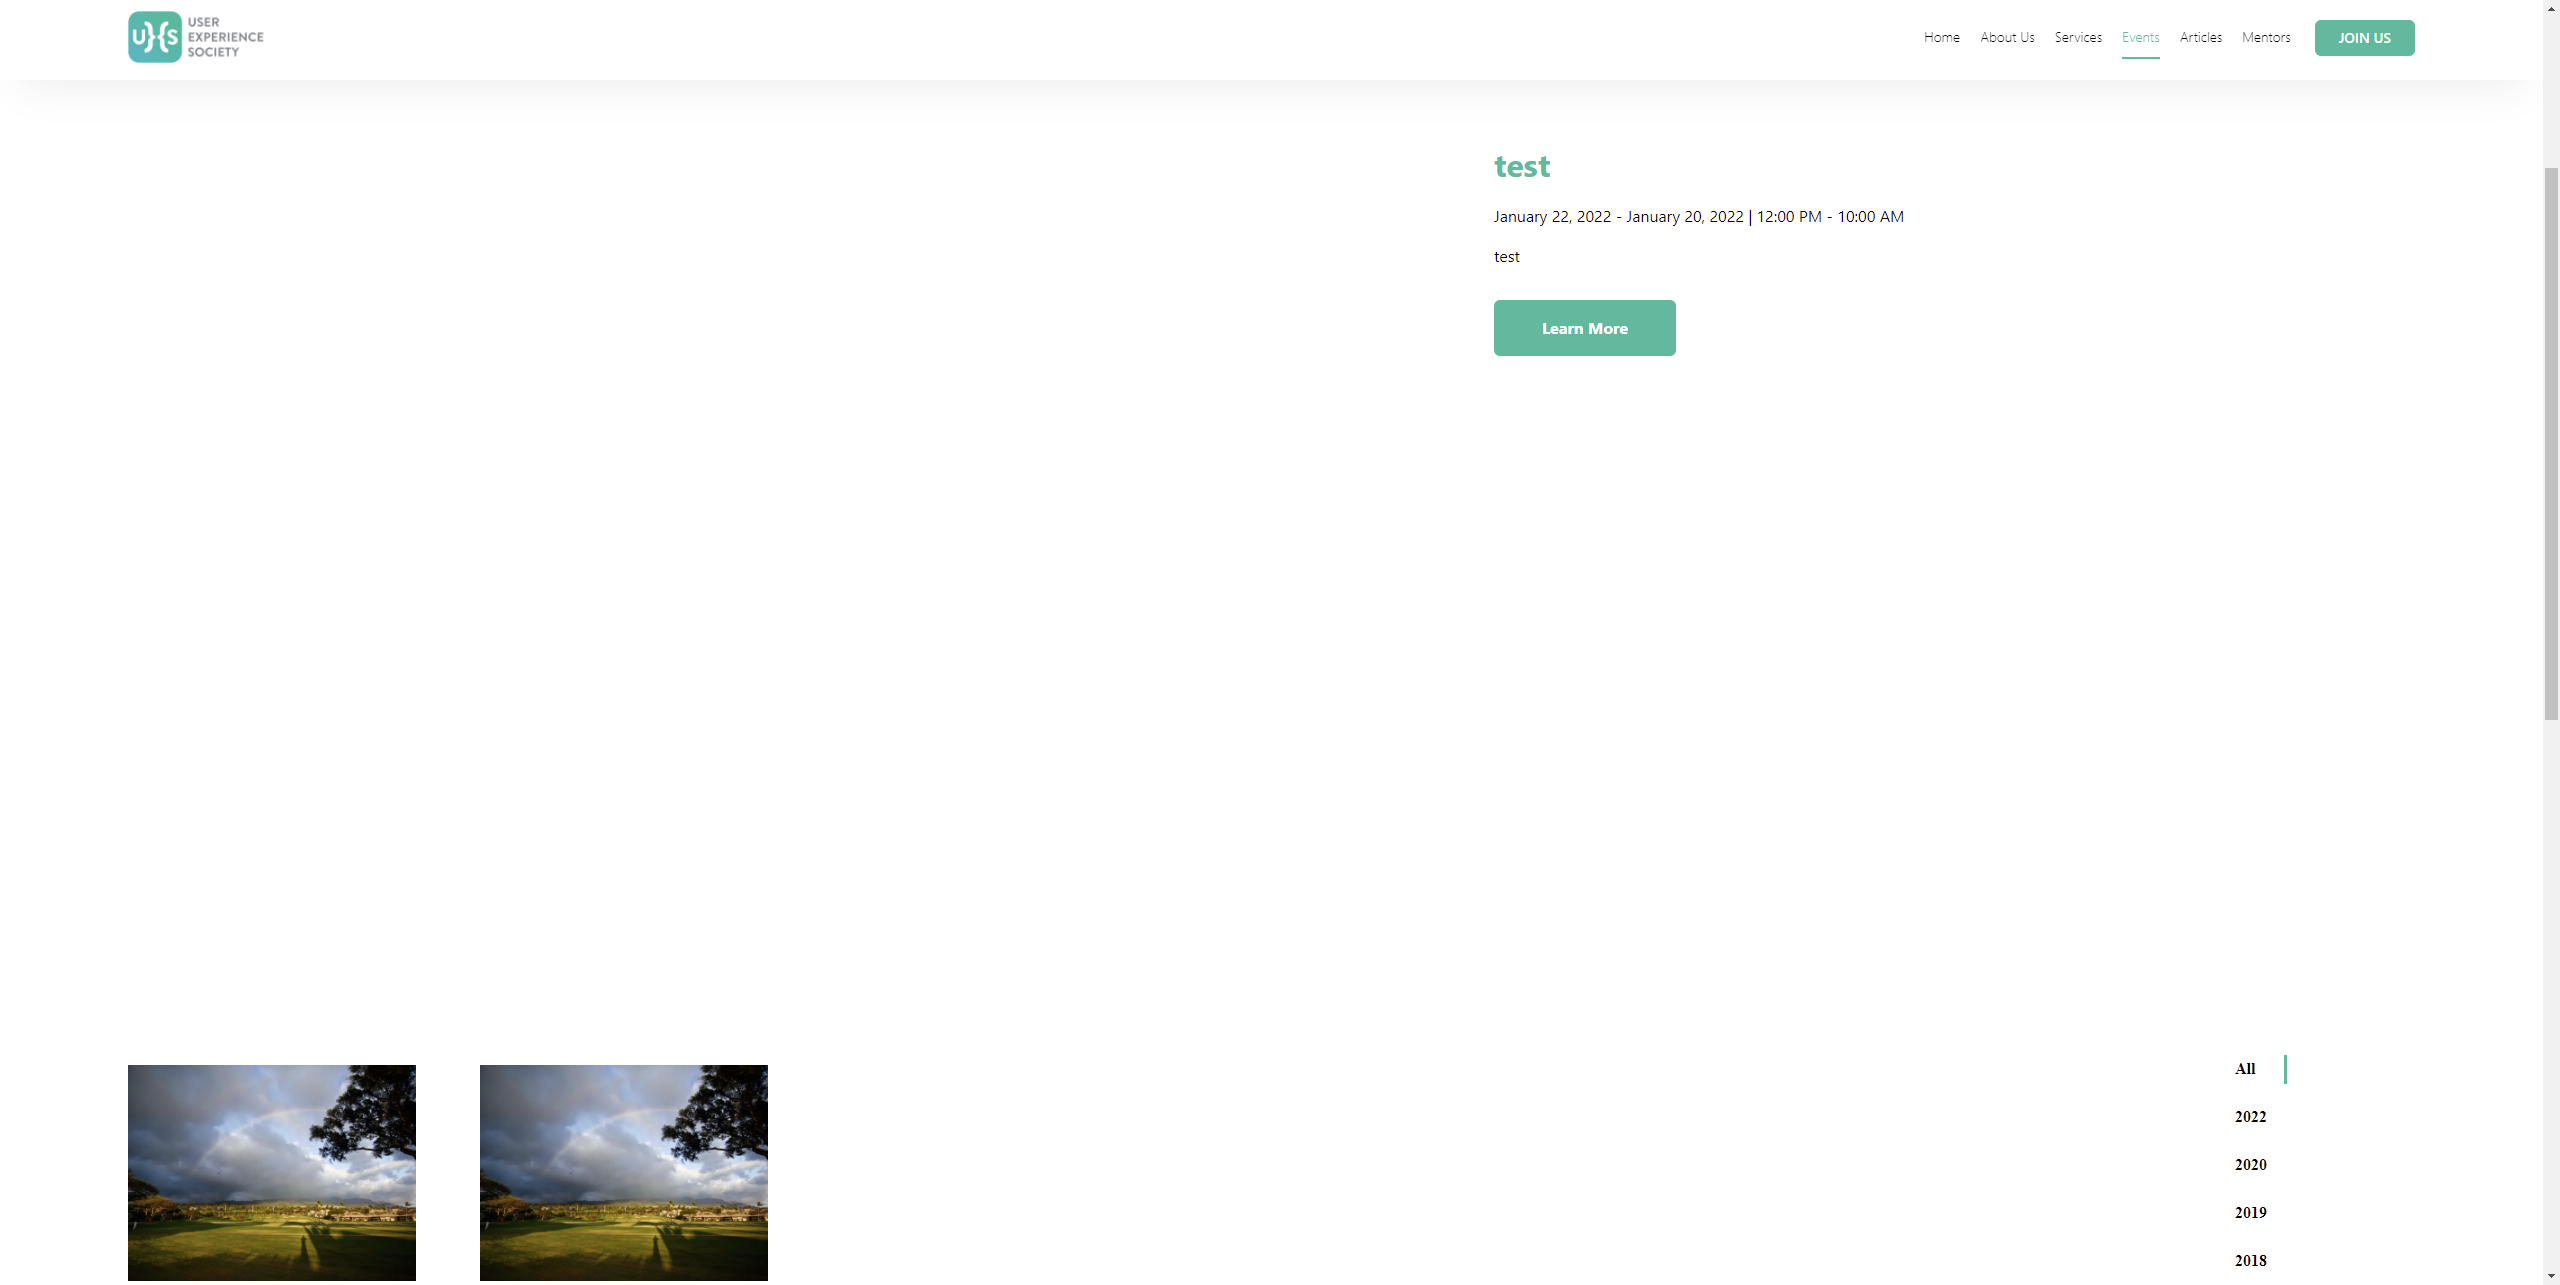 UXS
USER
EXPERIENCE
SOCIETY
Home About Us Services Events Articles Mentors JOIN US
test
January 22, 2022 - January 20, 2022 | 12:00 PM - 10:00 AM
test
Learn More
All
2022
2020
2019
2018